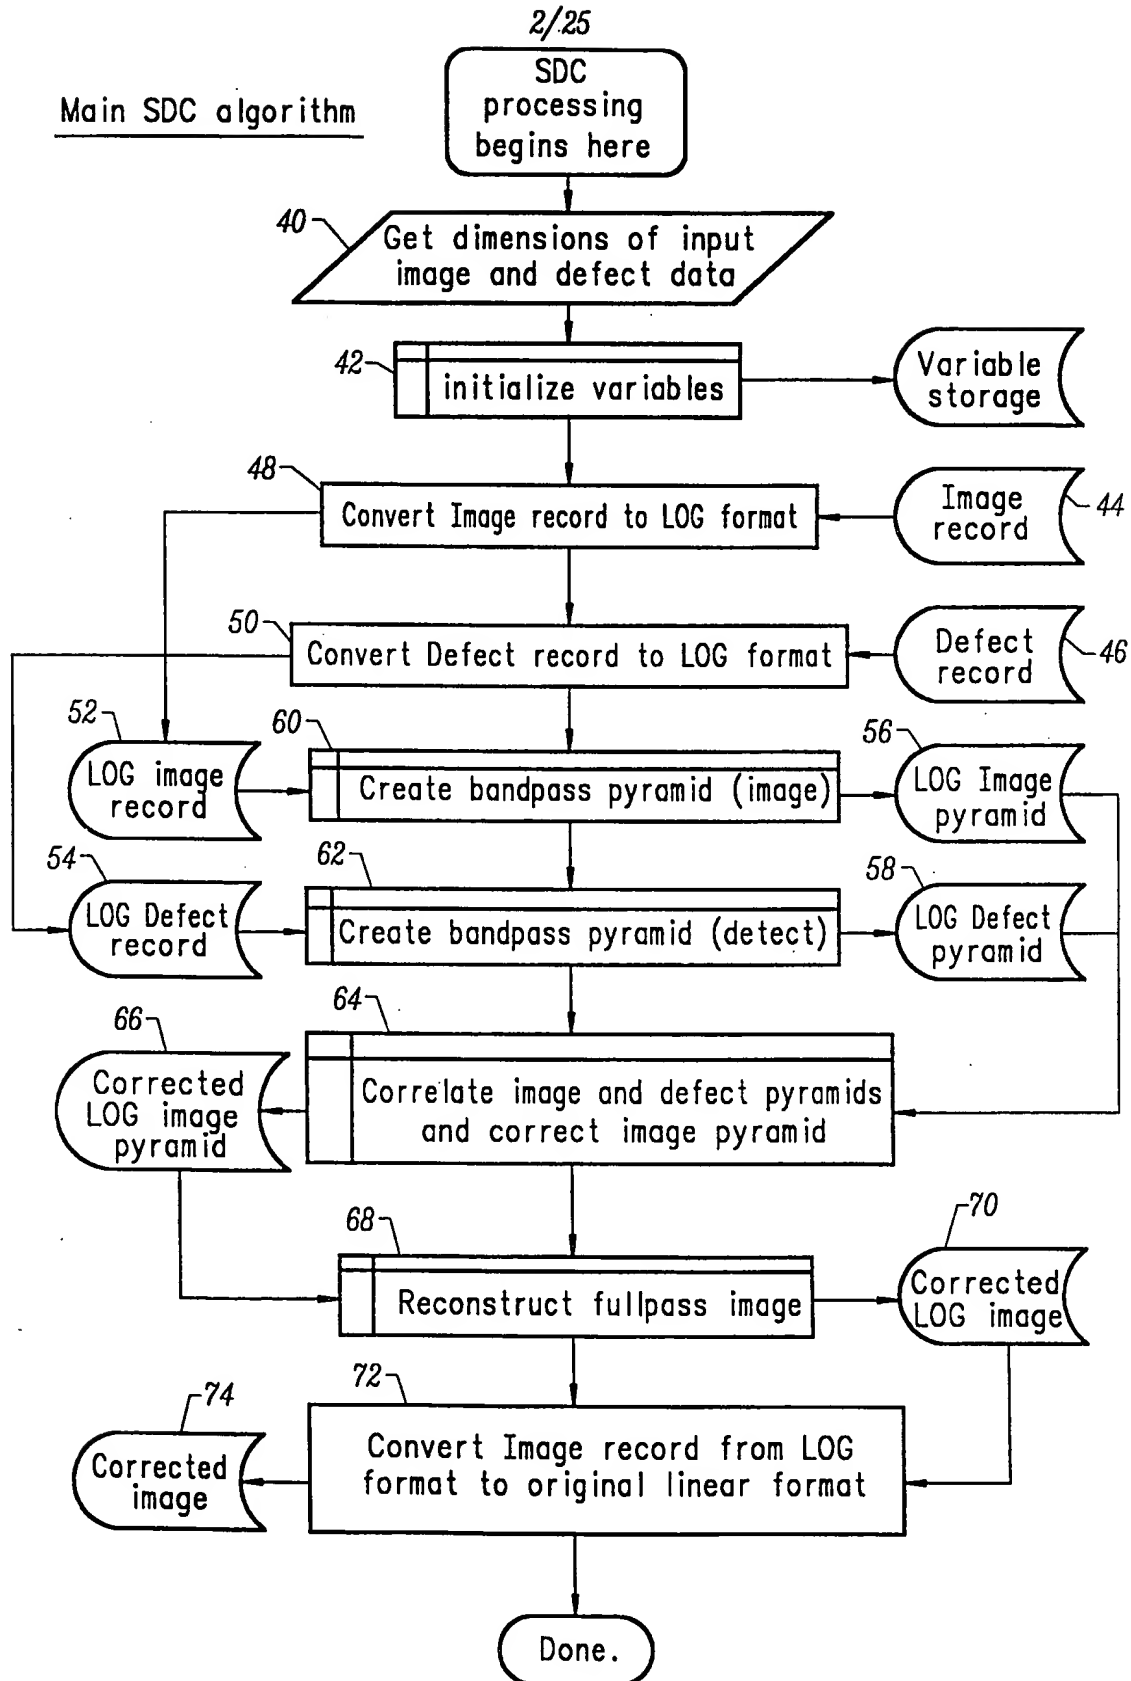 2/25
Main SDC algorithm
SDC
processing
begins here
40
Get dimensions of input
image and defect data
42
initialize variables
Variable
storage
48
Convert Image record to LOG format
Image
record
44
50
Convert Defect record to LOG format
Defect
record
46
52
LOG image
record
60
Create bandpass pyramid (image)
56
LOG Image
pyramid
54
LOG Defect
record
62
Create bandpass pyramid (detect)
58
LOG Defect
pyramid
64
Correlate image and defect pyramids
and correct image pyramid
66
Corrected
LOG image
pyramid
68
Reconstruct fullpass image
70
Corrected
LOG image
72
Convert Image record from LOG
format to original linear format
74
Corrected
image
Done.